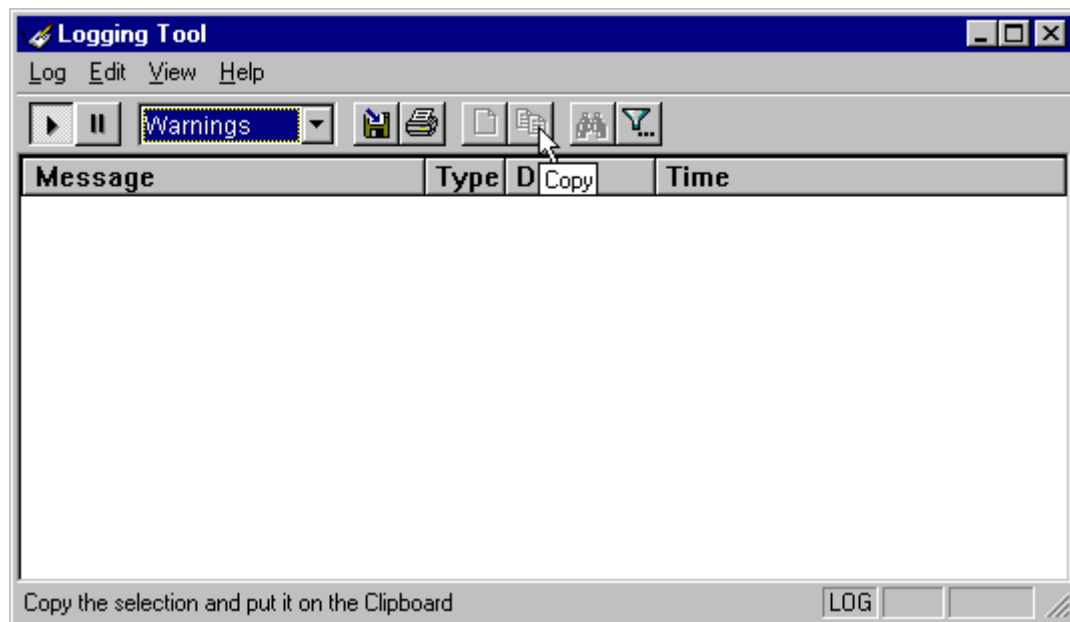 Logging Tool
Log Edit View Help
Warnings
Message Type D Time
Copy
Copy the selection and put it on the Clipboard LOG